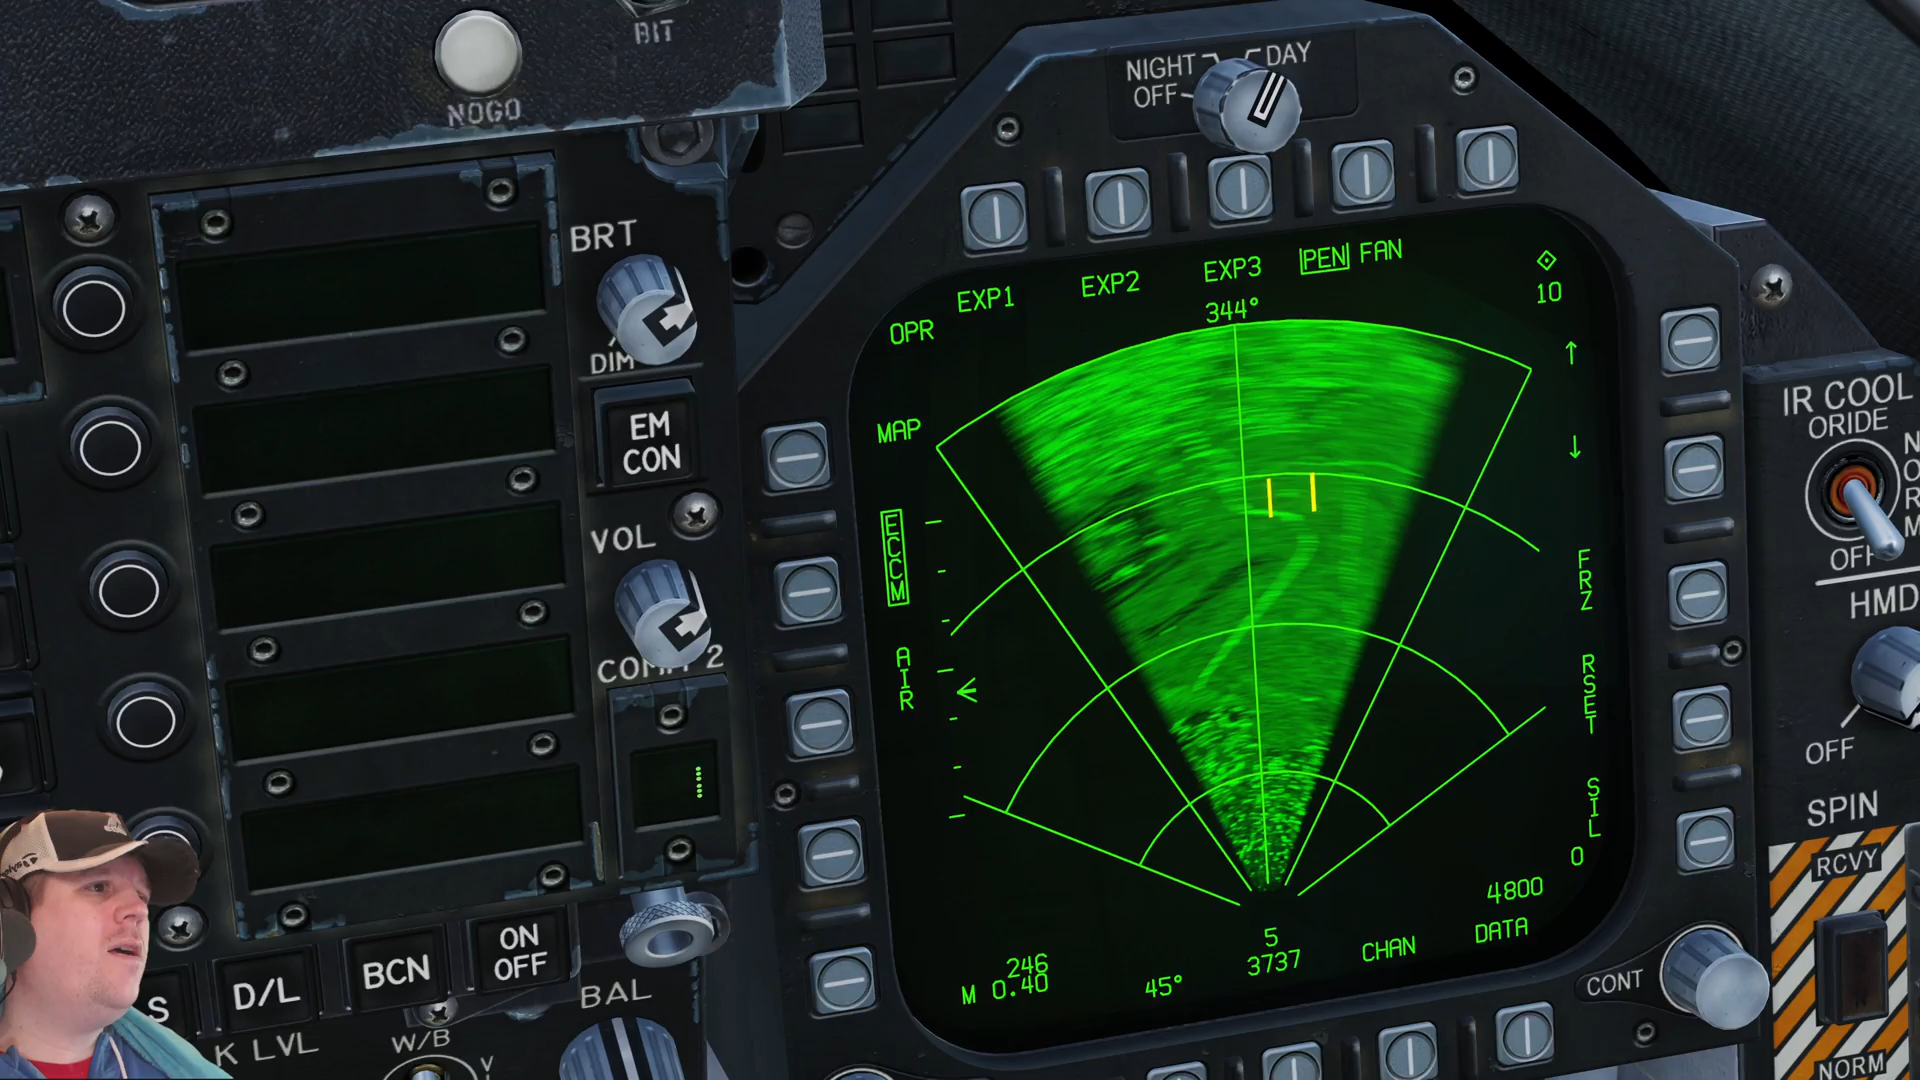 BIT
NOGO
BRT
DIM
EM
CON
VOL
COMM 2
ON
OFF
BCN
D/L
S
K LVL
W/B
BAL
NIGHT
DAY
OFF
EXP1
EXP2
EXP3
PEN
FAN
OPR
344°
10
MAP
ECCM
AIR
FRZ
RSET
SIL
0
4800
DATA
CHAN
5
3737
45°
246
M 0.40
CONT
IR COOL
ORIDE
OFF
HMD
OFF
SPIN
RCVY
NORM